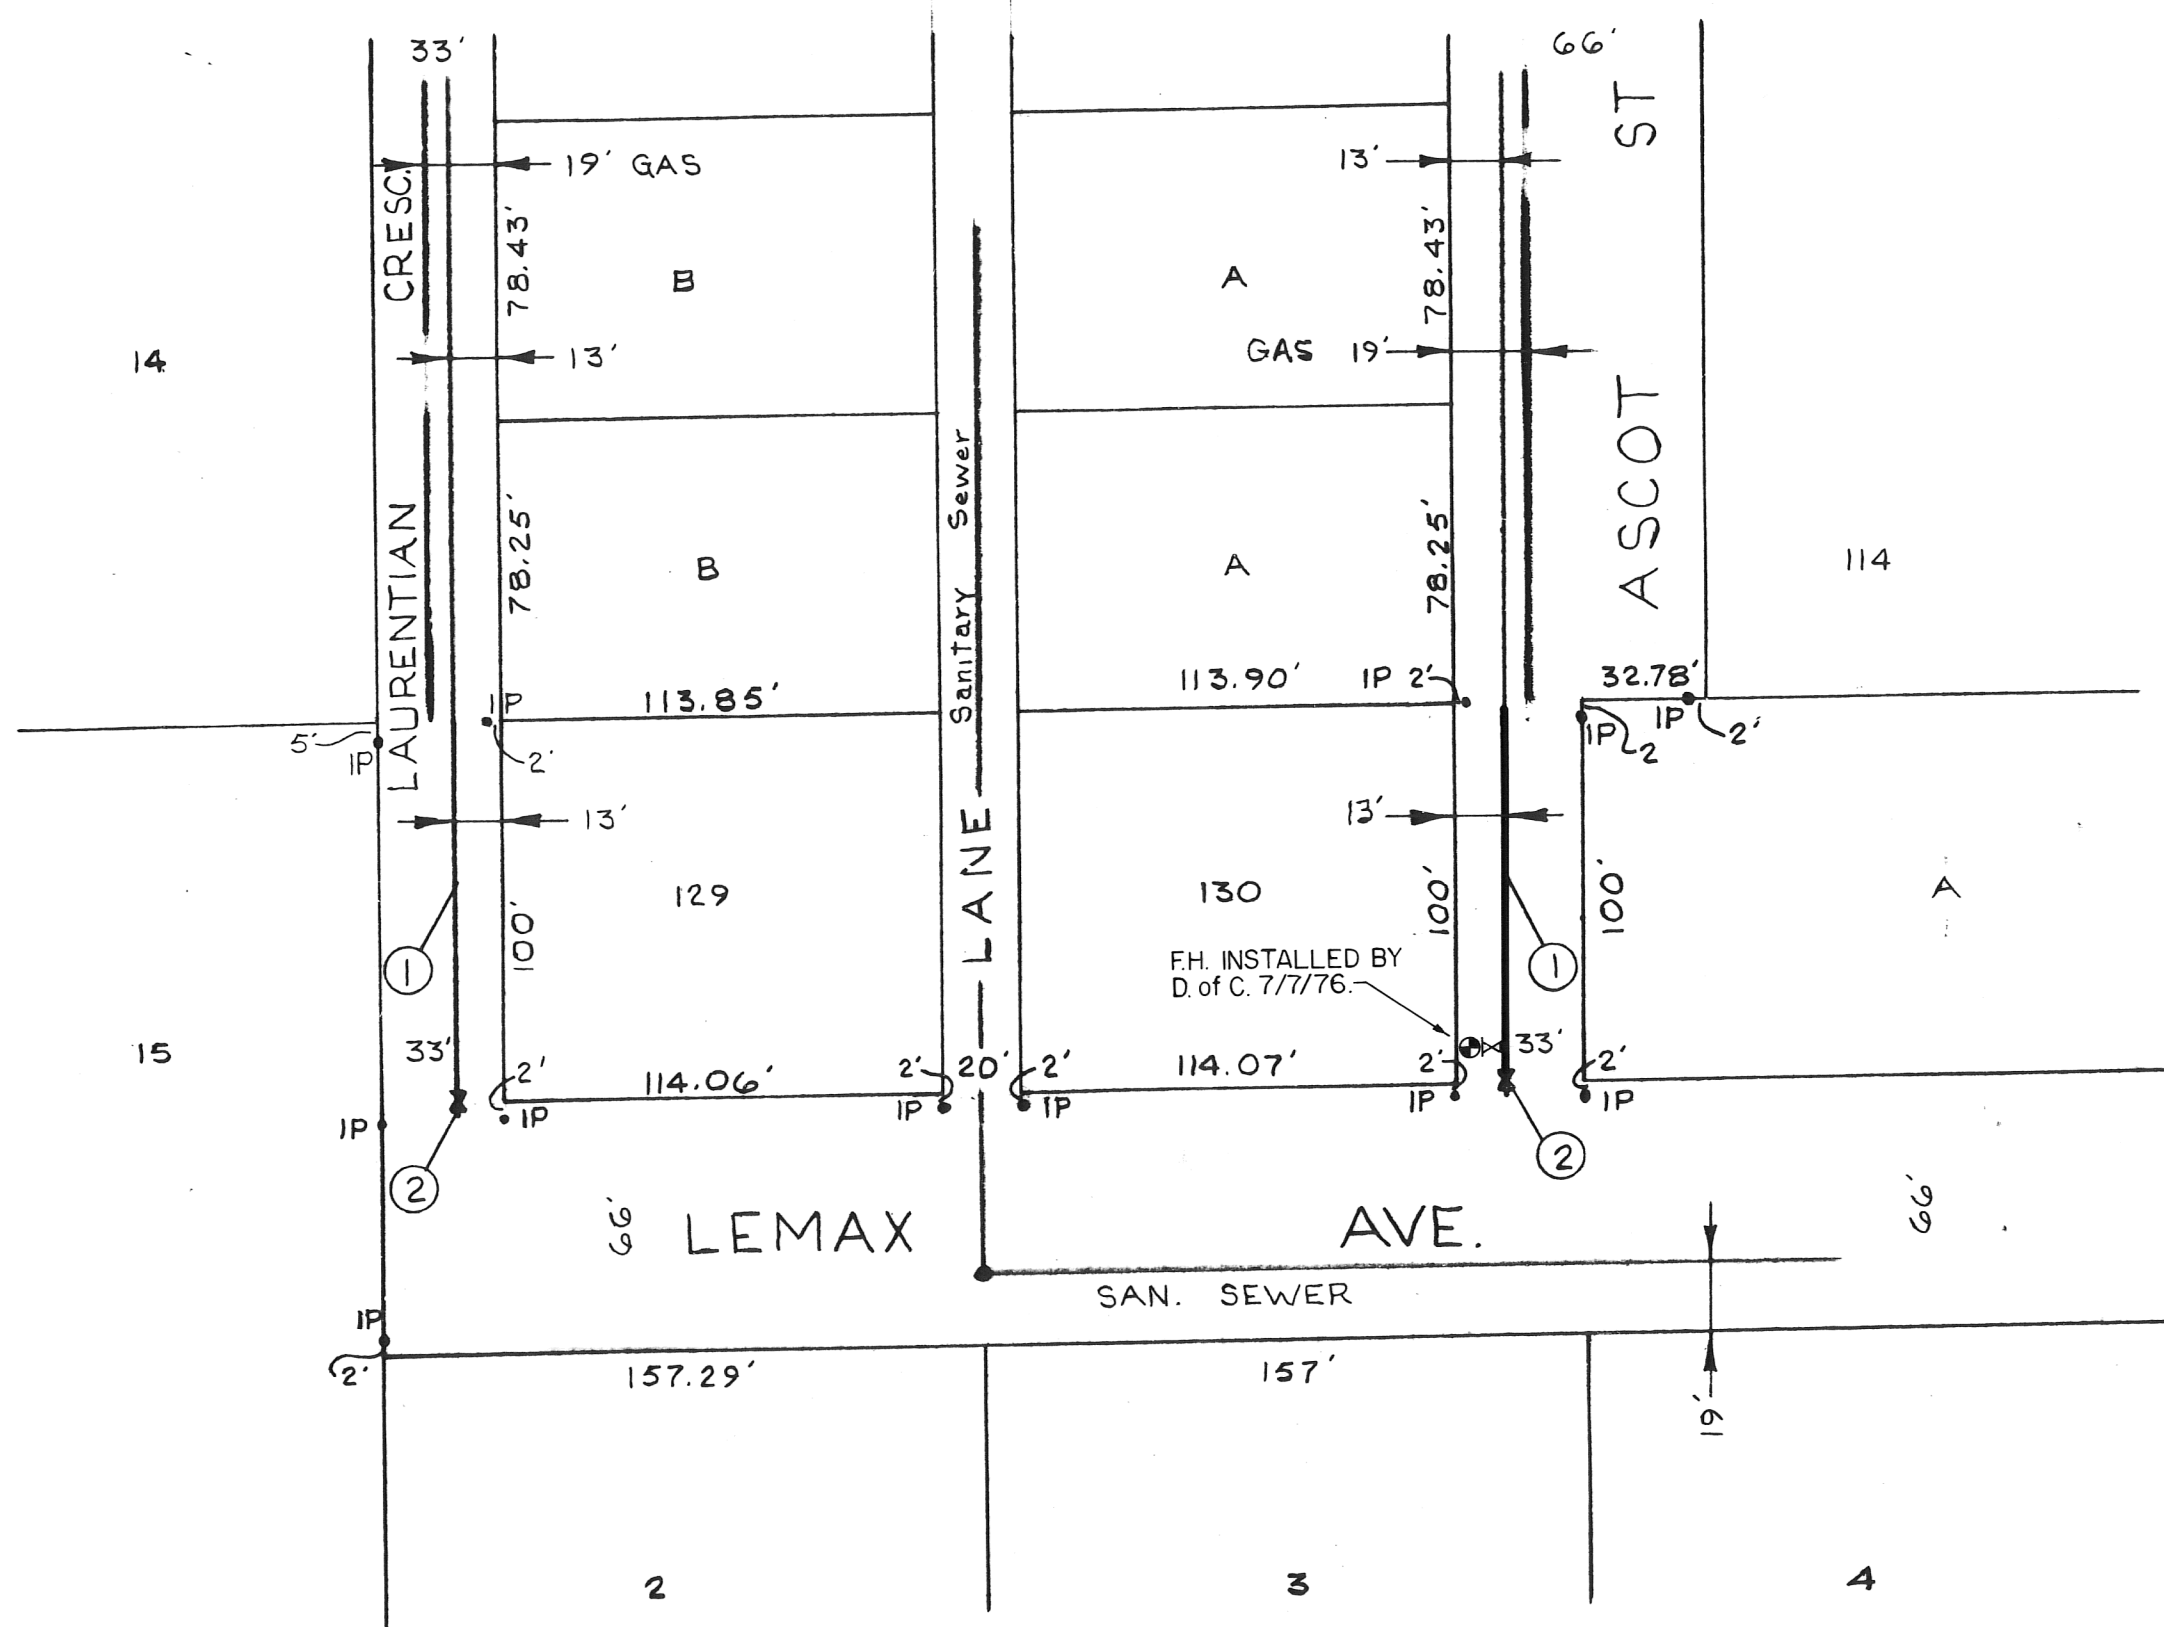 33'
66'
19' GAS
13'
CRESC.
ST
78.43'
78.43'
B
A
14
13'
GAS 19'
LAURENTIAN
78.25'
B
Sanitary Sewer
A
78.25'
ASCOT
114
113.85'
113.90'
IP 2'
32.78'
IP
2'
5'
IP
IP
2'
IP
2
13'
13'
LANE
129
130
100'
100'
100'
A
F.H. INSTALLED BY
D. of C. 7/7/76.
1
1
15
33'
2'
114.06'
2'
20'
2'
114.07'
2'
33'
2'
IP
IP
IP
IP
IP
IP
2
2
66'
LEMAX AVE.
66'
SAN. SEWER
IP
2'
157.29'
157'
19'
2
3
4